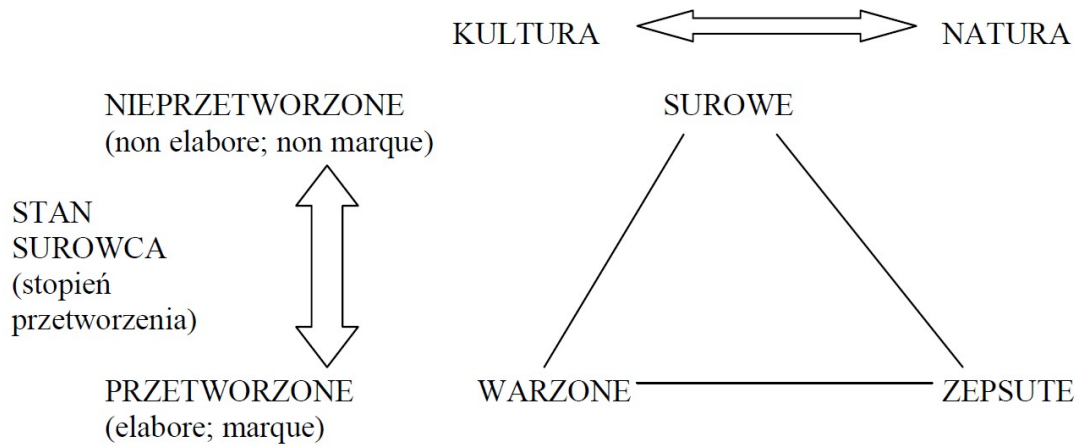 KULTURA NATURA
NIEPRZETWORZONE SUROWE
(non elabore; non marque)
STAN
SUROWCA
(stopień
przetworzenia)
PRZETWORZONE WARZONE ZEPSUTE
(elabore; marque)